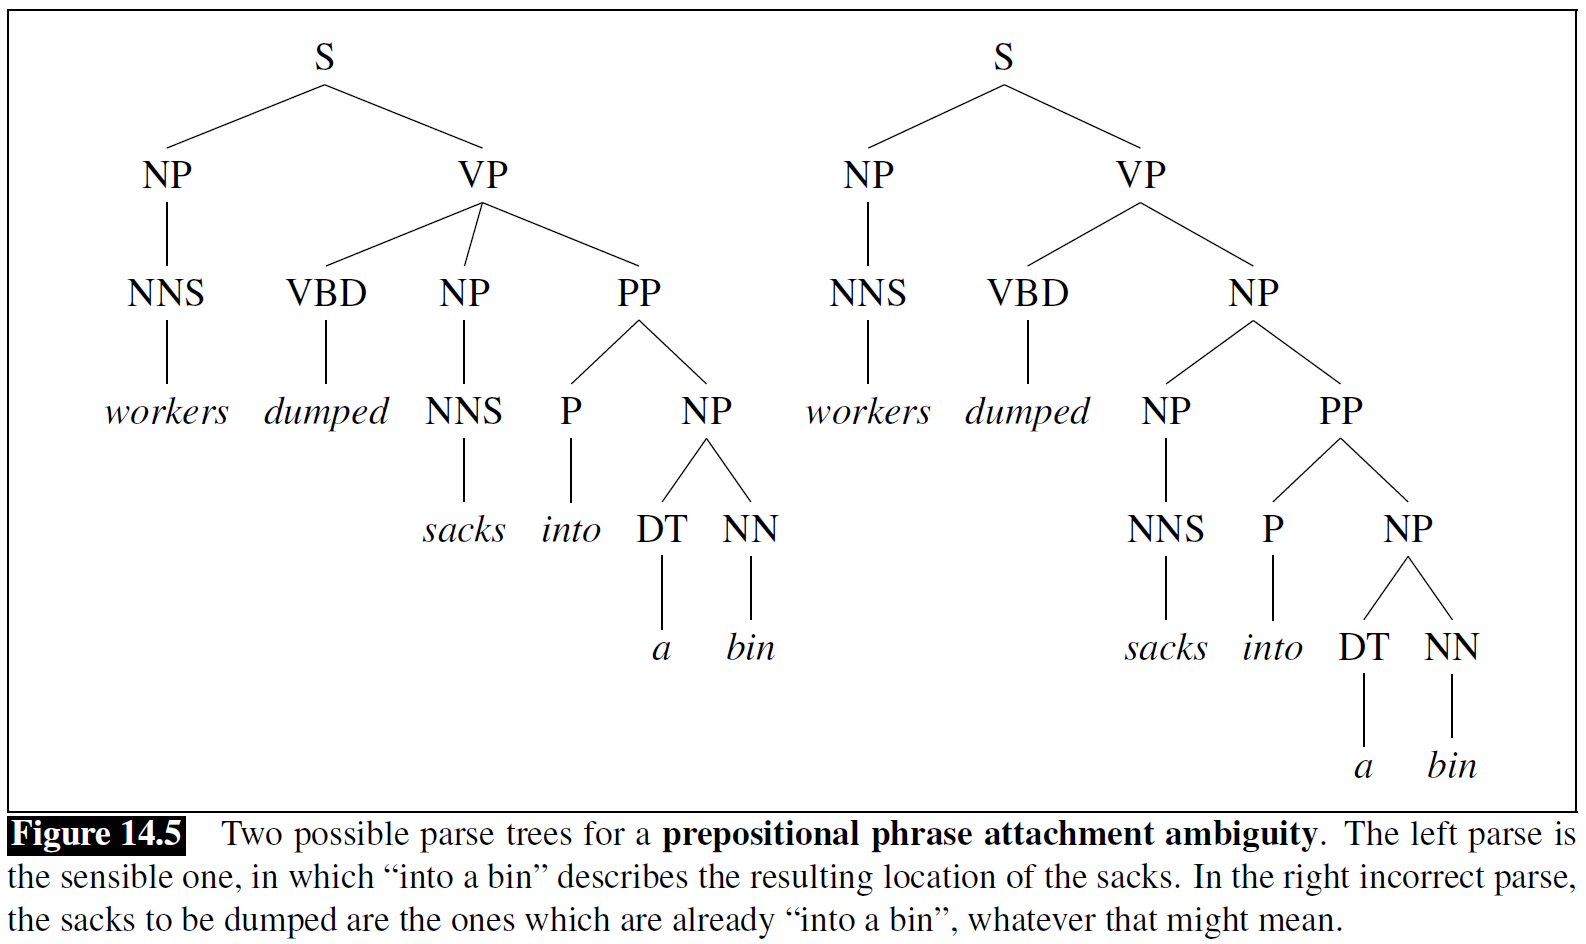 S S
NP VP NP VP
NNS VBD NP PP NNS VBD NP
workers dumped NNS P NP workers dumped NP PP
sacks into DT NN NNS P NP
a bin sacks into DT NN
a bin
Figure 14.5 Two possible parse trees for a prepositional phrase attachment ambiguity. The left parse is
the sensible one, in which “into a bin” describes the resulting location of the sacks. In the right incorrect parse,
the sacks to be dumped are the ones which are already “into a bin”, whatever that might mean.